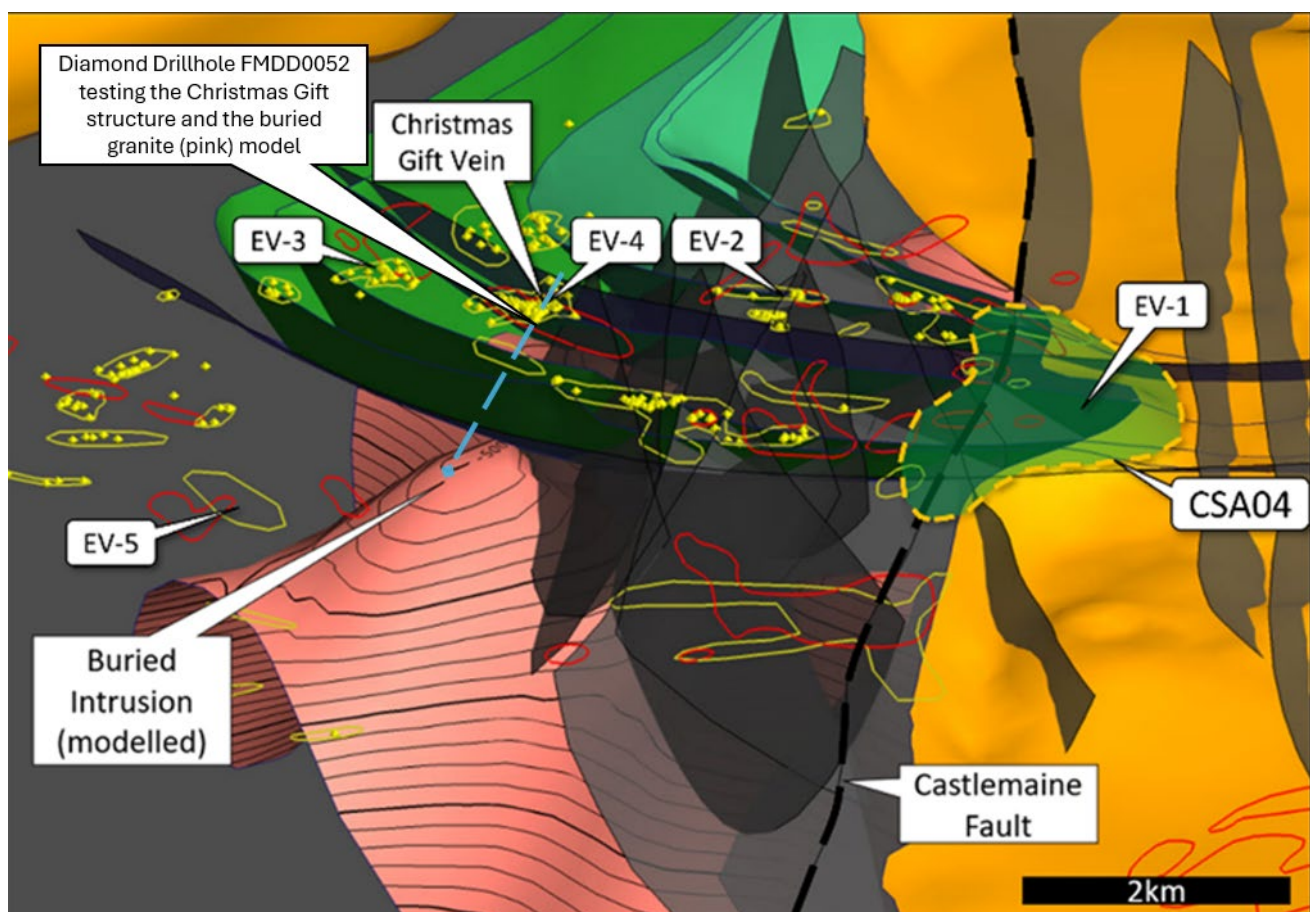 Diamond Drillhole FMDD0052
testing the Christmas Gift
structure and the buried
granite (pink) model
Christmas
Gift Vein
EV-3
EV-4
EV-2
EV-1
CSA04
EV-5
Buried
Intrusion
(modelled)
Castlemaine
Fault
2km